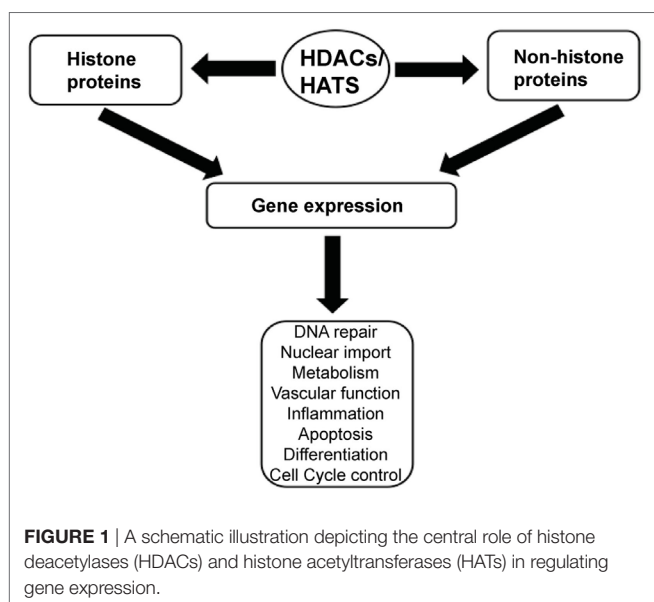 Histone
proteins
HDACs/
HATS
Non-histone
proteins
Gene expression
DNA repair
Nuclear import
Metabolism
Vascular function
Inflammation
Apoptosis
Differentiation
Cell Cycle control
FIGURE 1 | A schematic illustration depicting the central role of histone
deacetylases (HDACs) and histone acetyltransferases (HATs) in regulating
gene expression.